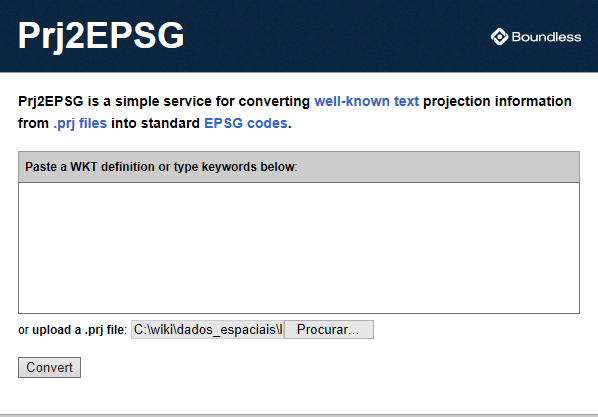 Prj2EPSG
Boundless
Prj2EPSG is a simple service for converting well-known text projection information
from .prj files into standard EPSG codes.
Paste a WKT definition or type keywords below:
or upload a .prj file: C:\wiki\dados_espaciais\l Procurar...
Convert